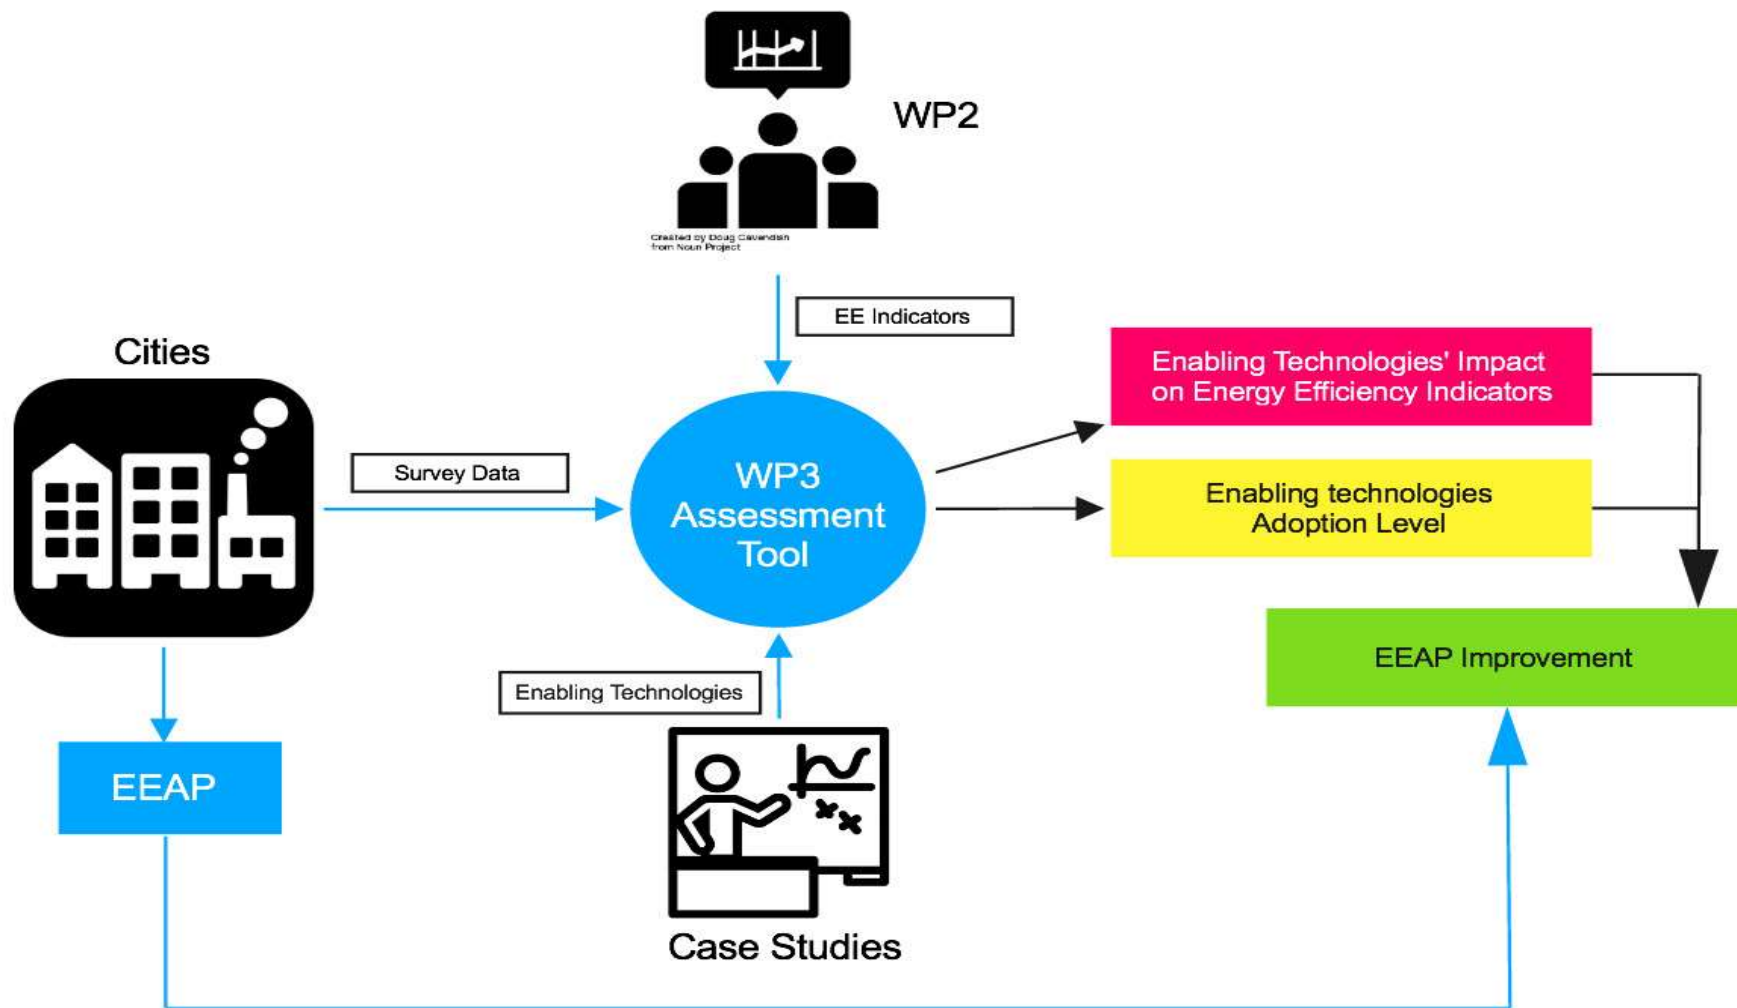 WP2
Created by Doug Cavendish
from Noun Project
EE Indicators
Cities
Enabling Technologies' Impact
on Energy Efficiency Indicators
Survey Data
WP3
Assessment
Tool
Enabling technologies
Adoption Level
EEAP Improvement
Enabling Technologies
EEAP
Case Studies